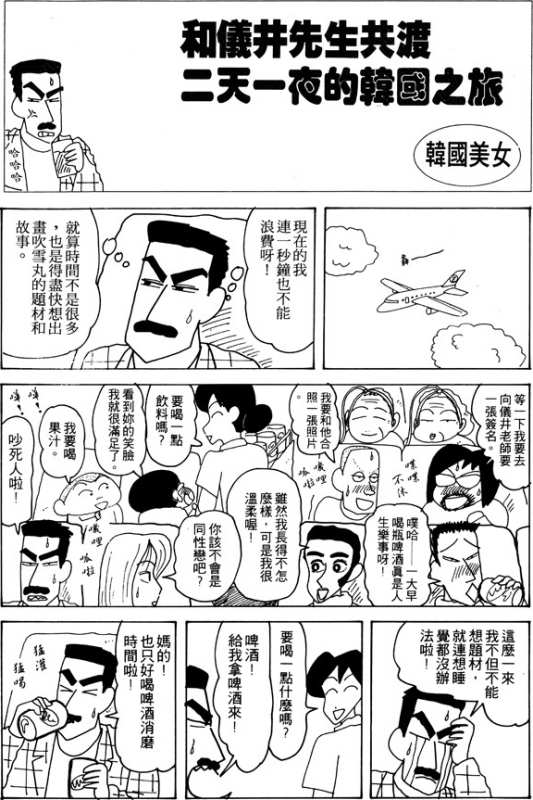 和儀井先生共渡
二天一夜的韓國之旅
韓國美女
哈哈哈
轟——
現在的我
連一秒鐘也不能
浪費呀！
就算時間不是很多
，也是得盡快想出
畫吹雪丸的題材和
故事。
等一下我要去
向儀井老師要
一張簽名。
我要和他合
照一張照片
。
嘰哩
呱啦
噗哈——一大早
喝瓶啤酒真是人
生樂事呀！
要喝一點
飲料嗎？
看到妳的笑臉
我就很滿足了。
雖然我長得不怎
麼樣，可是我很
溫柔喔！
你該不會是
同性戀吧？
我要喝
果汁。
嘰哩
呱啦
吵死人啦！
這麼一來
我不但不能
想題材，
就連想睡
覺都沒辦
法啦！
要喝一點什麼嗎？
啤酒！
給我拿啤酒來！
媽的！
也只好喝啤酒消磨
時間啦！
猛灌
猛喝